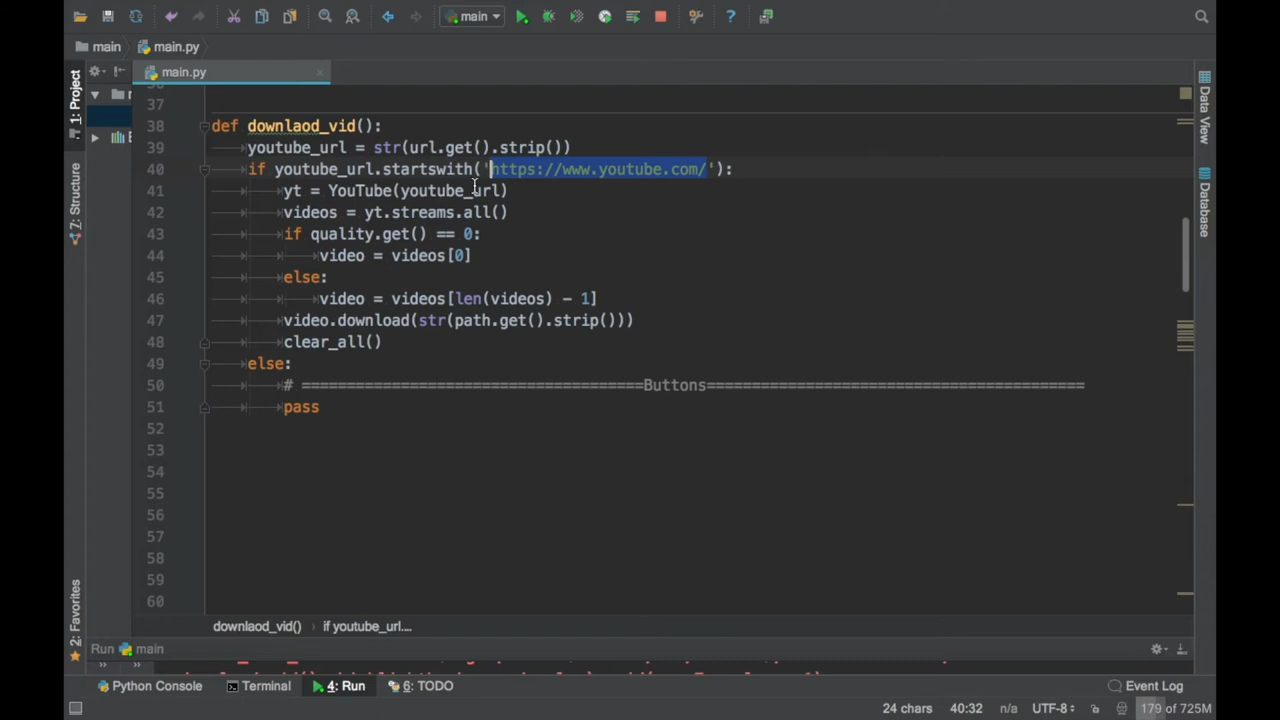 main
main
main.py
main.py
1: Project
7: Structure
2: Favorites
Data View
Database
37
38 def downlaod_vid():
39 youtube_url = str(url.get().strip())
40 if youtube_url.startswith('https://www.youtube.com/'):
41 yt = YouTube(youtube_url)
42 videos = yt.streams.all()
43 if quality.get() == 0:
44 video = videos[0]
45 else:
46 video = videos[len(videos) - 1]
47 video.download(str(path.get().strip()))
48 clear_all()
49 else:
50 # ======================================Buttons==========================================
51 pass
52
53
54
55
56
57
58
59
60
downlaod_vid() if youtube_url....
Run main
Python Console Terminal 4: Run 6: TODO Event Log
24 chars 40:32 n/a UTF-8 179 of 725M